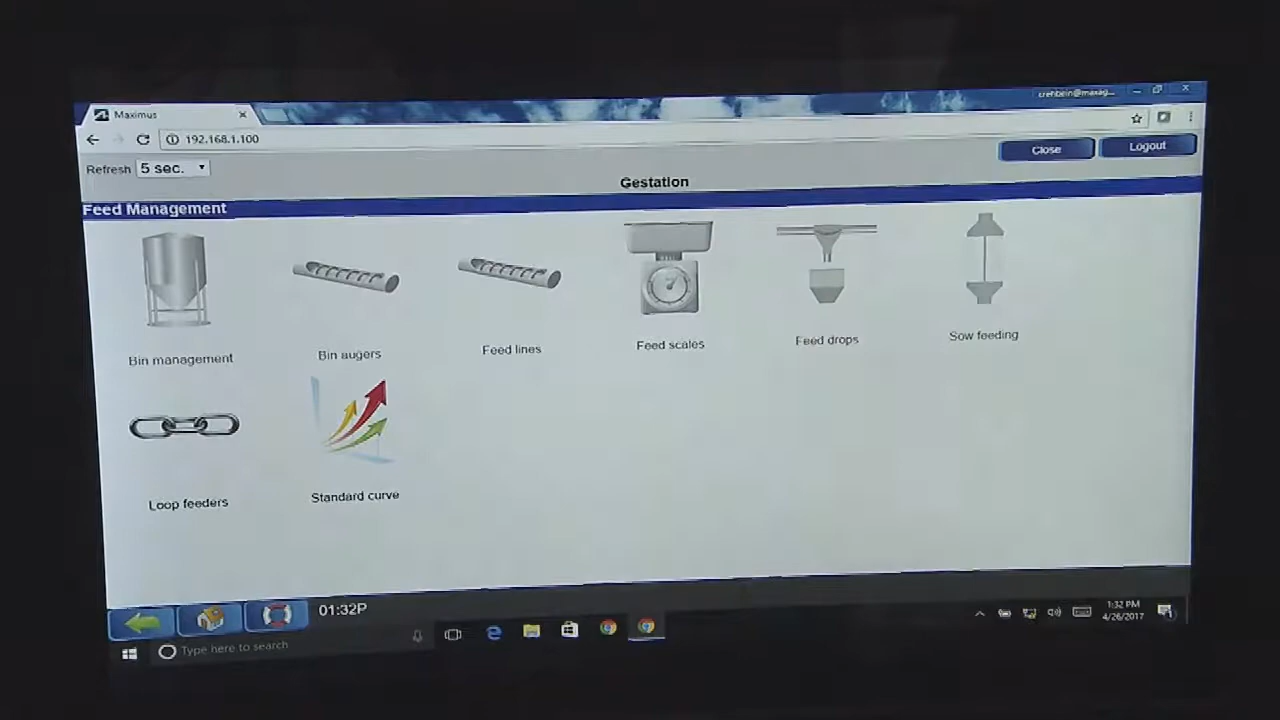 Maximus
crehbein@maxag...
192.168.1.100
Refresh 5 sec.
Close
Logout
Gestation
Feed Management
Bin management
Bin augers
Feed lines
Feed scales
Feed drops
Sow feeding
Loop feeders
Standard curve
01:32P
Type here to search
1:32 PM
4/26/2017